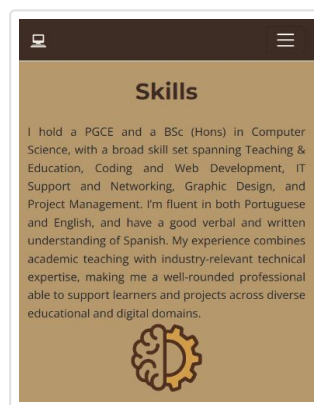 Skills
I hold a PGCE and a BSc (Hons) in Computer
Science, with a broad skill set spanning Teaching &
Education, Coding and Web Development, IT
Support and Networking, Graphic Design, and
Project Management. I'm fluent in both Portuguese
and English, and have a good verbal and written
understanding of Spanish. My experience combines
academic teaching with industry-relevant technical
expertise, making me a well-rounded professional
able to support learners and projects across diverse
educational and digital domains.